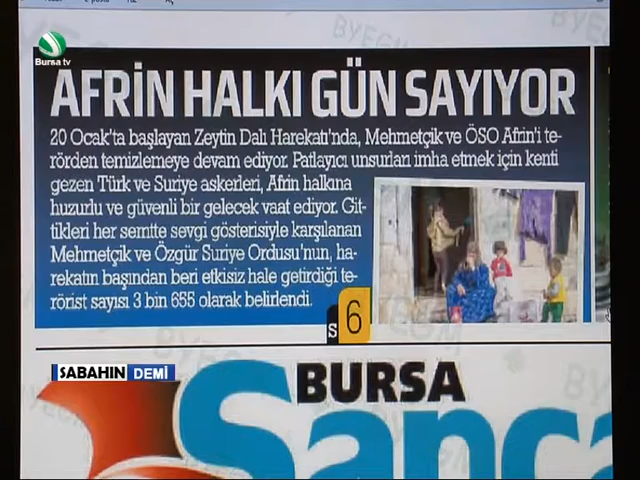 Bursa tv
AFRİN HALKI GÜN SAYIYOR
20 Ocak'ta başlayan Zeytin Dalı Harekatı'nda, Mehmetçik ve ÖSO Afrin'i te-
rörden temizlemeye devam ediyor. Patlayıcı unsurları imha etmek için kenti
gezen Türk ve Suriye askerleri, Afrin halkına
huzurlu ve güvenli bir gelecek vaat ediyor. Git-
tikleri her semtte sevgi gösterisiyle karşılanan
Mehmetçik ve Özgür Suriye Ordusu'nun, ha-
rekatın başından beri etkisiz hale getirdiği te-
rörist sayısı 3 bin 655 olarak belirlendi.
S 6
SABAHIN DEMİ
BURSA